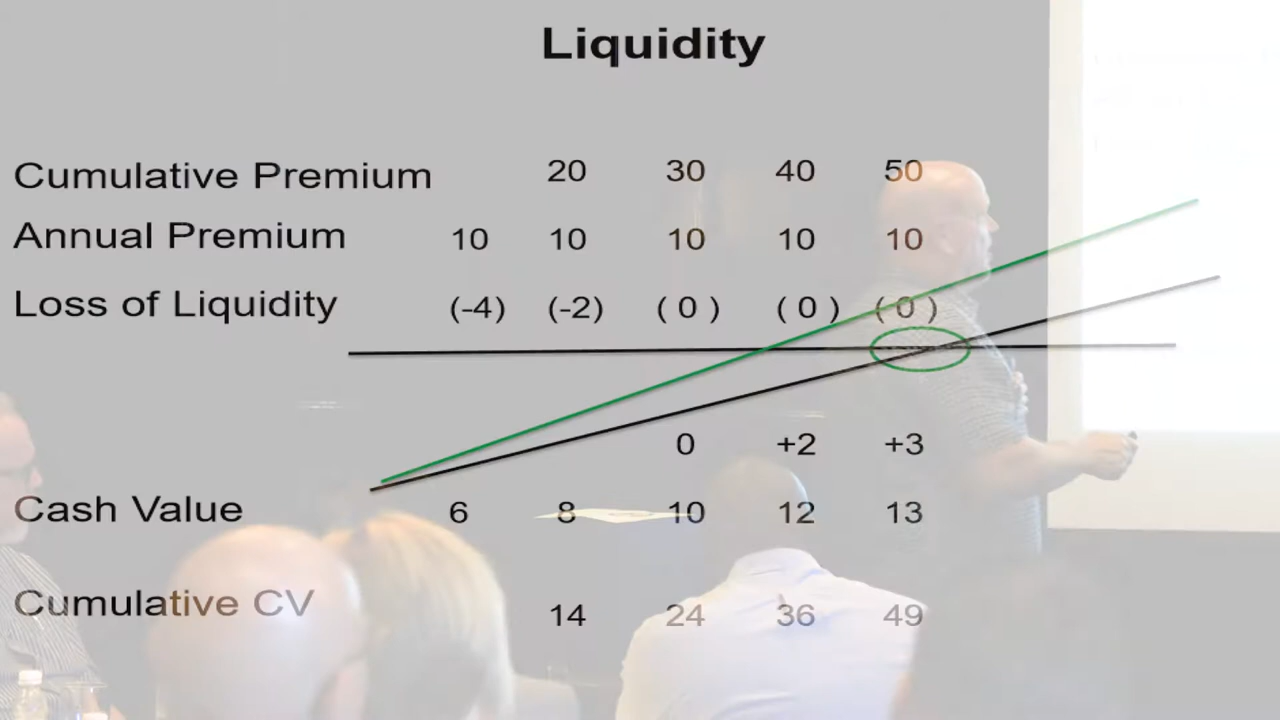 Liquidity
Cumulative Premium 20 30 40 50
Annual Premium 10 10 10 10 10
Loss of Liquidity (-4) (-2) ( 0 ) ( 0 ) ( 0 )
0 +2 +3
Cash Value 6 8 10 12 13
Cumulative CV 14 24 36 49